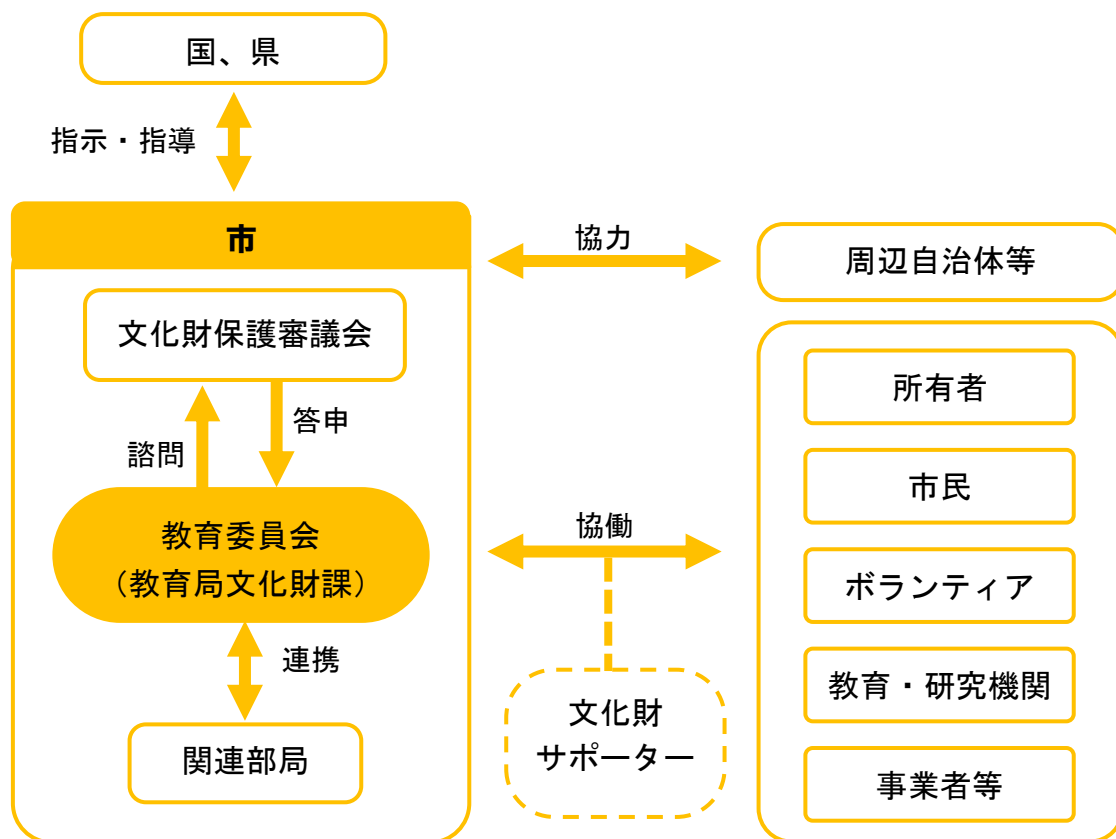 国、県
指示・指導
市
協力
周辺自治体等
文化財保護審議会
諮問
答申
教育委員会
（教育局文化財課）
連携
関連部局
協働
文化財
サポーター
所有者
市民
ボランティア
教育・研究機関
事業者等